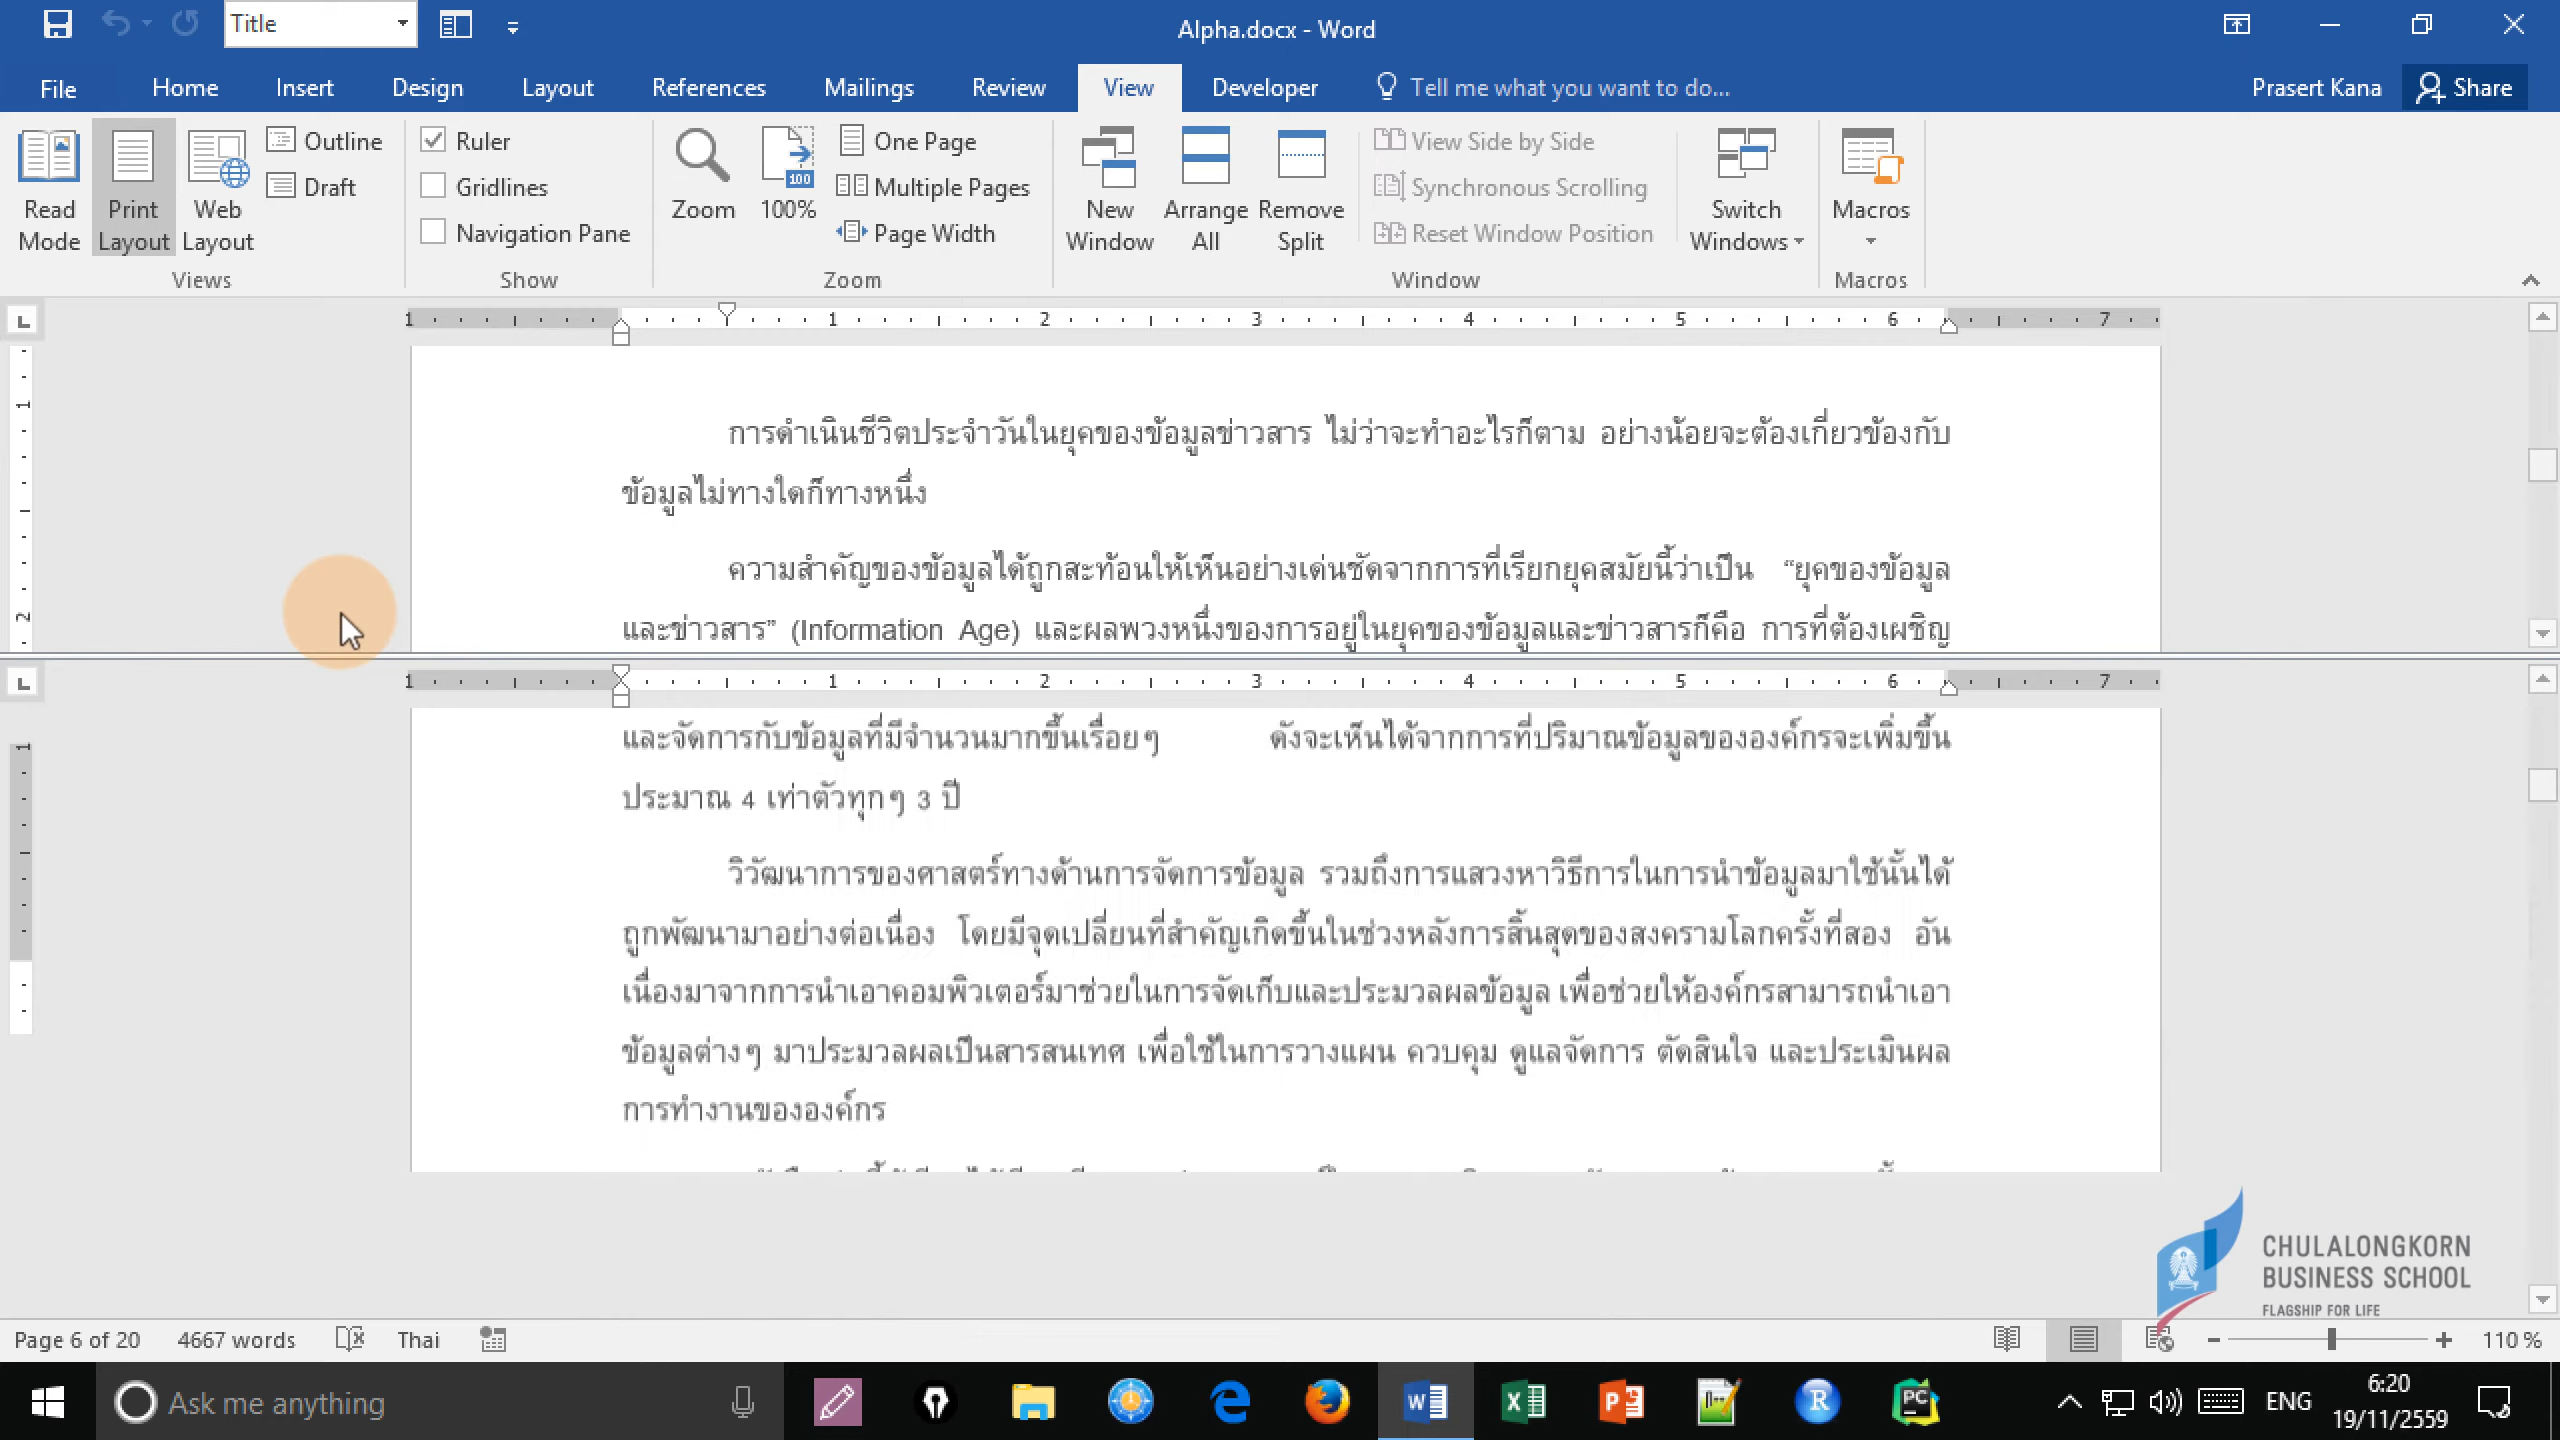 Title
Alpha.docx - Word
File Home Insert Design Layout References Mailings Review View Developer Tell me what you want to do... Prasert Kana Share
Read Mode
Print Layout
Web Layout
Outline
Draft
Views
Ruler
Gridlines
Navigation Pane
Show
Zoom
100
100%
One Page
Multiple Pages
Page Width
Zoom
New Window
Arrange All
Remove Split
View Side by Side
Synchronous Scrolling
Reset Window Position
Switch Windows
Window
Macros
Macros
1 1 2 3 4 5 6 7
1
2
การดำเนินชีวิตประจำวันในยุคของข้อมูลข่าวสาร ไม่ว่าจะทำอะไรก็ตาม อย่างน้อยจะต้องเกี่ยวข้องกับ
ข้อมูลไม่ทางใดก็ทางหนึ่ง
ความสำคัญของข้อมูลได้ถูกสะท้อนให้เห็นอย่างเด่นชัดจากการที่เรียกยุคสมัยนี้ว่าเป็น “ยุคของข้อมูล
และข่าวสาร” (Information Age) และผลพวงหนึ่งของการอยู่ในยุคของข้อมูลและข่าวสารก็คือ การที่ต้องเผชิญ
1 1 2 3 4 5 6 7
1
และจัดการกับข้อมูลที่มีจำนวนมากขึ้นเรื่อยๆ ดังจะเห็นได้จากการที่ปริมาณข้อมูลขององค์กรจะเพิ่มขึ้น
ประมาณ 4 เท่าตัวทุกๆ 3 ปี
วิวัฒนาการของศาสตร์ทางด้านการจัดการข้อมูล รวมถึงการแสวงหาวิธีการในการนำข้อมูลมาใช้นั้นได้
ถูกพัฒนามาอย่างต่อเนื่อง โดยมีจุดเปลี่ยนที่สำคัญเกิดขึ้นในช่วงหลังการสิ้นสุดของสงครามโลกครั้งที่สอง อัน
เนื่องมาจากการนำเอาคอมพิวเตอร์มาช่วยในการจัดเก็บและประมวลผลข้อมูล เพื่อช่วยให้องค์กรสามารถนำเอา
ข้อมูลต่างๆ มาประมวลผลเป็นสารสนเทศ เพื่อใช้ในการวางแผน ควบคุม ดูแลจัดการ ตัดสินใจ และประเมินผล
การทำงานขององค์กร
CHULALONGKORN
BUSINESS SCHOOL
FLAGSHIP FOR LIFE
Page 6 of 20 4667 words Thai 110 %
Ask me anything
ENG
6:20
19/11/2559